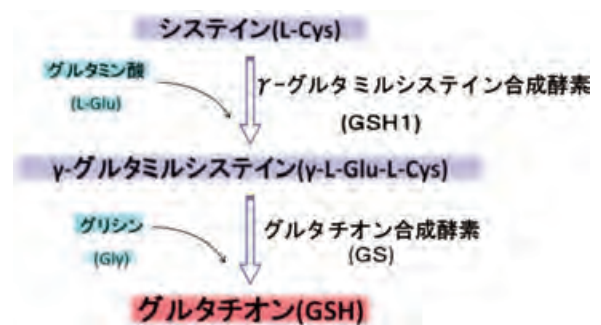 システイン(L-Cys)
グルタミン酸
(L-Glu)
γ-グルタミルシステイン合成酵素
(GSH1)
γ-グルタミルシステイン(γ-L-Glu-L-Cys)
グリシン
(Gly)
グルタチオン合成酵素
(GS)
グルタチオン(GSH)